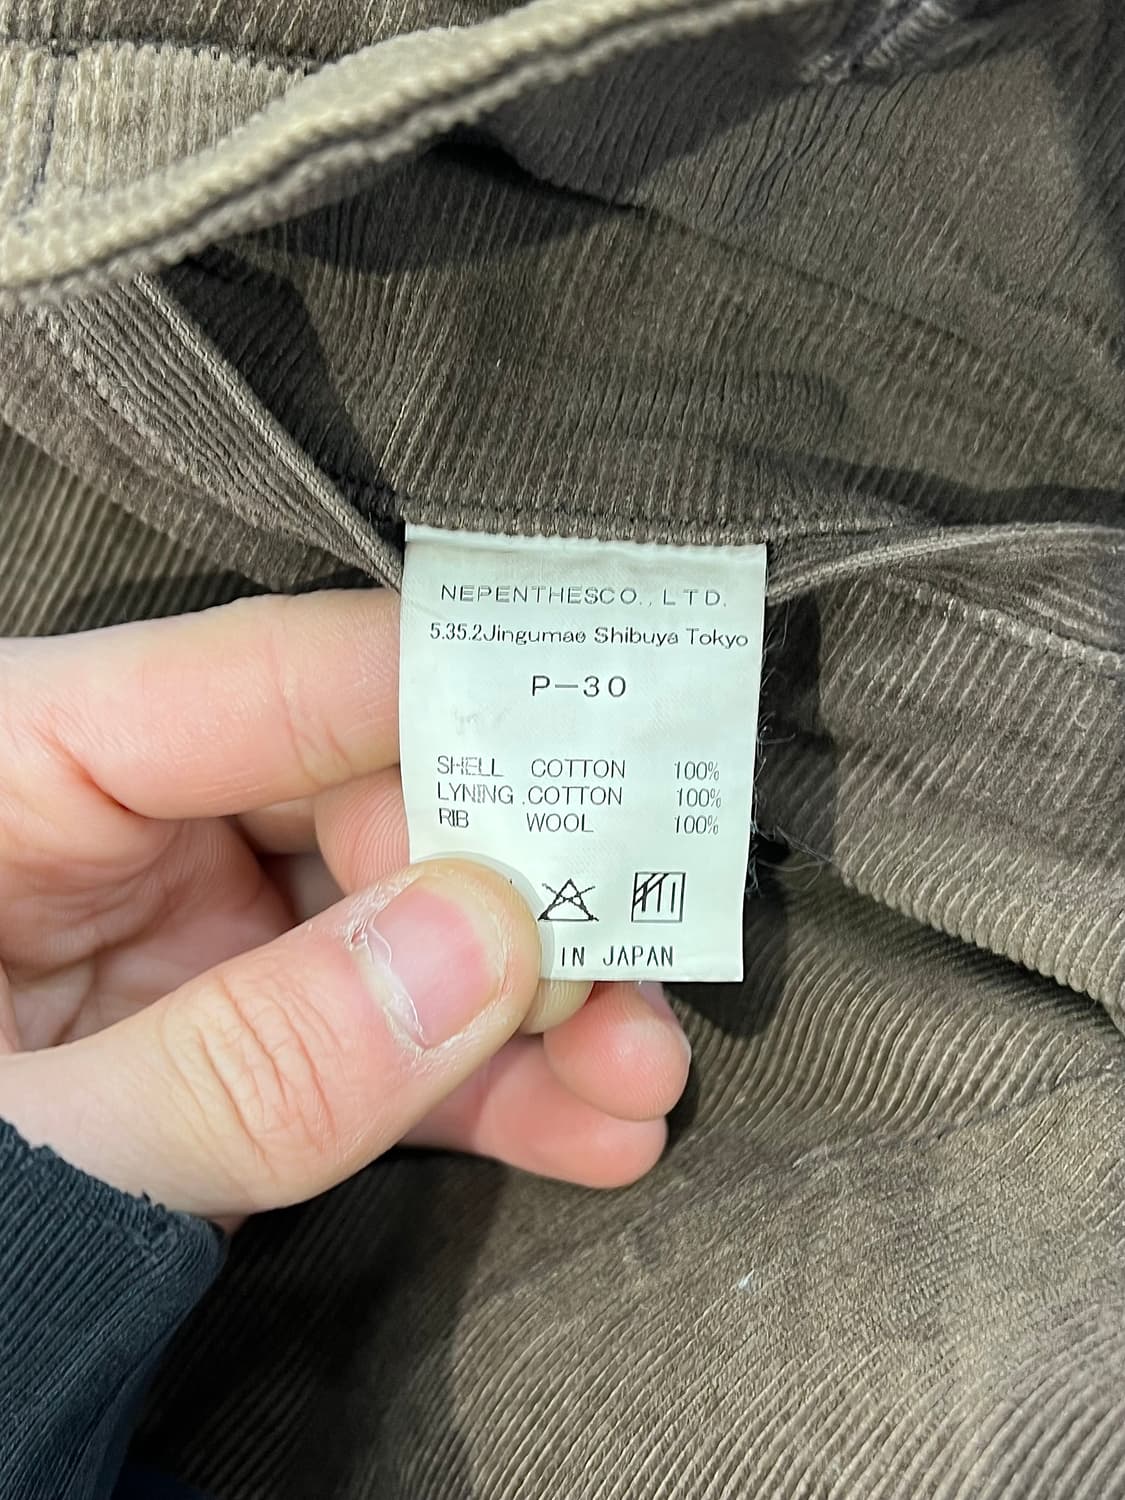 NEPENTHESCO., LTD.
5.35.2Jingumae Shibuya Tokyo
P-30
SHELL COTTON 100%
LYNING .COTTON 100%
RIB WOOL 100%
IN JAPAN